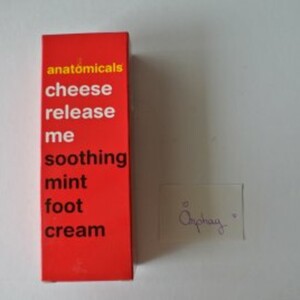 anatomicals
cheese
release
me
soothing
mint
foot
cream